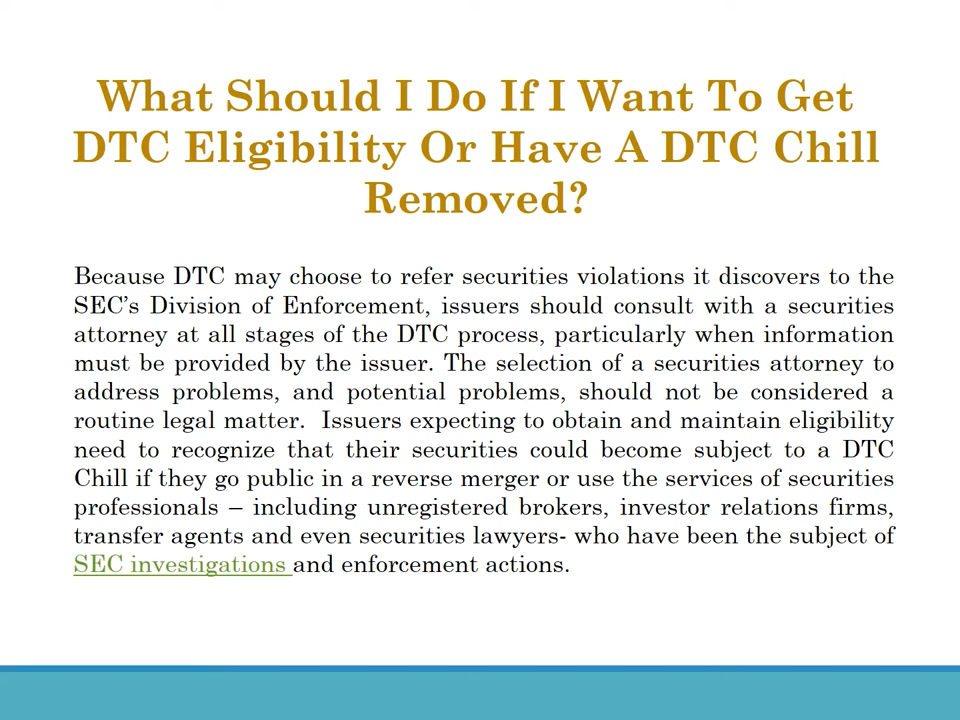 What Should I Do If I Want To Get
DTC Eligibility Or Have A DTC Chill
Removed?
Because DTC may choose to refer securities violations it discovers to the
SEC’s Division of Enforcement, issuers should consult with a securities
attorney at all stages of the DTC process, particularly when information
must be provided by the issuer. The selection of a securities attorney to
address problems, and potential problems, should not be considered a
routine legal matter.  Issuers expecting to obtain and maintain eligibility
need to recognize that their securities could become subject to a DTC
Chill if they go public in a reverse merger or use the services of securities
professionals – including unregistered brokers, investor relations firms,
transfer agents and even securities lawyers- who have been the subject of
SEC investigations and enforcement actions.